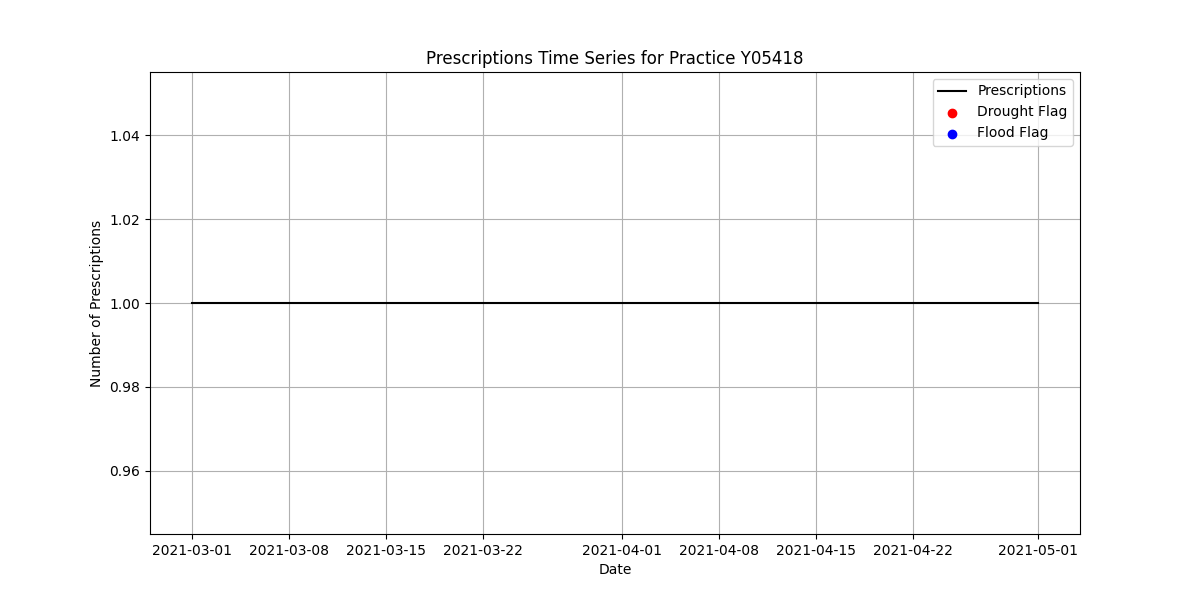 Prescriptions Time Series for Practice Y05418
Prescriptions
Drought Flag
Flood Flag
Number of Prescriptions
1.04
1.02
1.00
0.98
0.96
2021-03-01 2021-03-08 2021-03-15 2021-03-22 2021-04-01 2021-04-08 2021-04-15 2021-04-22 2021-05-01
Date